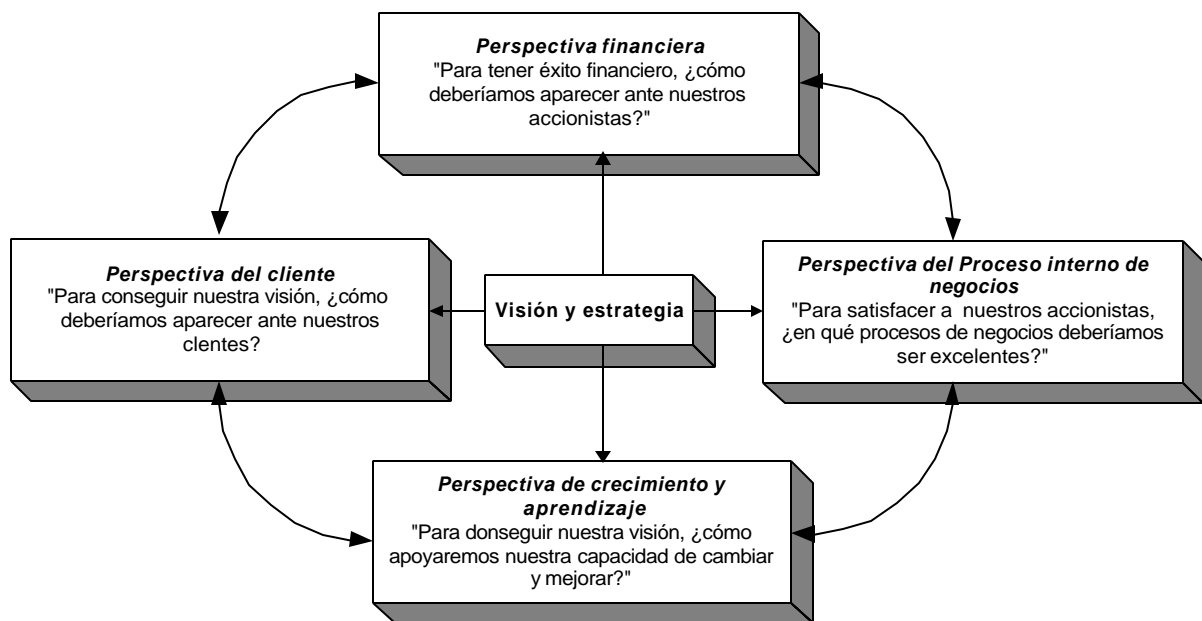 Perspectiva financiera
"Para tener éxito financiero, ¿cómo
deberíamos aparecer ante nuestros
accionistas?"
Perspectiva del cliente
"Para conseguir nuestra visión, ¿cómo
deberíamos aparecer ante nuestros
clentes?
Visión y estrategia
Perspectiva del Proceso interno de
negocios
"Para satisfacer a nuestros accionistas,
¿en qué procesos de negocios deberíamos
ser excelentes?"
Perspectiva de crecimiento y
aprendizaje
"Para donseguir nuestra visión, ¿cómo
apoyaremos nuestra capacidad de cambiar
y mejorar?"